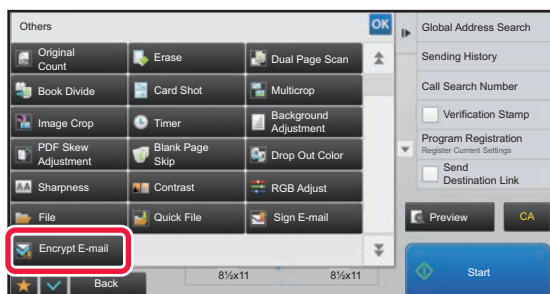 Others
OK
Original
Count
Erase
Dual Page Scan
Book Divide
Card Shot
Multicrop
Image Crop
Timer
Background
Adjustment
PDF Skew
Adjustment
Blank Page
Skip
Drop Out Color
AA Sharpness
Contrast
RGB Adjust
File
Quick File
Sign E-mail
Encrypt E-mail
Back
8½x11
8½x11
Global Address Search
Sending History
Call Search Number
Verification Stamp
Program Registration
Register Current Settings
Send
Destination Link
Preview
CA
Start